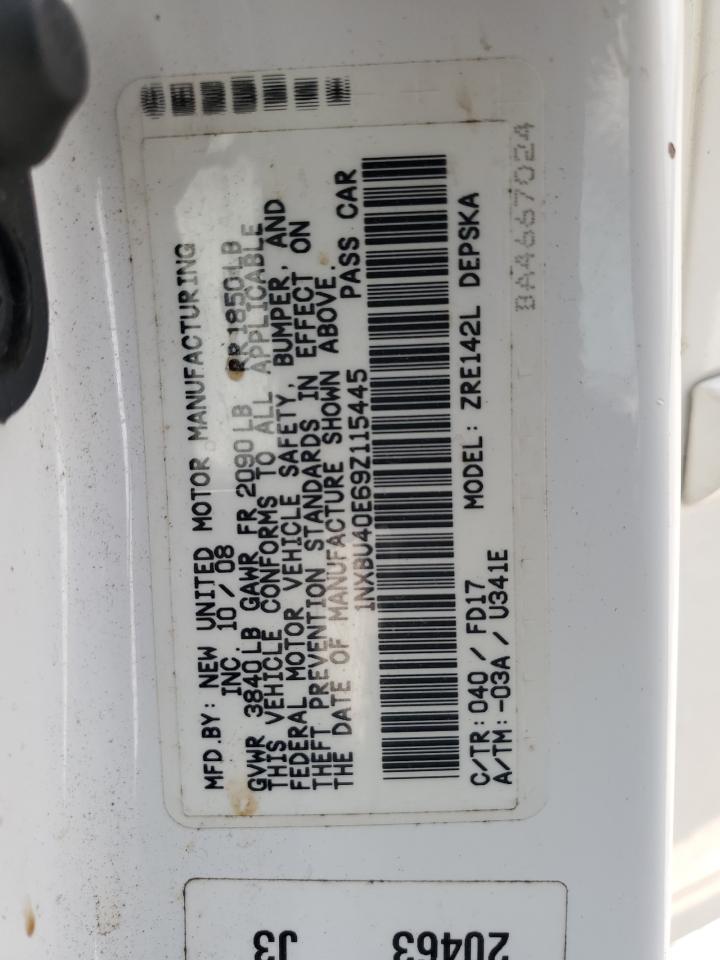 MFD.BY: NEW UNITED MOTOR MANUFACTURING
INC. 10/08
GVWR 3840LB GAWR FR 2090LB RR 1850LB
THIS VEHICLE CONFORMS TO ALL APPLICABLE
FEDERAL MOTOR VEHICLE SAFETY, BUMPER, AND
THEFT PREVENTION STANDARDS IN EFFECT ON
THE DATE OF MANUFACTURE SHOWN ABOVE.
1NXBU40E69Z115445 PASS CAR
C/TR: 040/FD17 MODEL: ZRE142L DEPSKA
A/TM: -03A/U341E
BA4667024
J3
20463